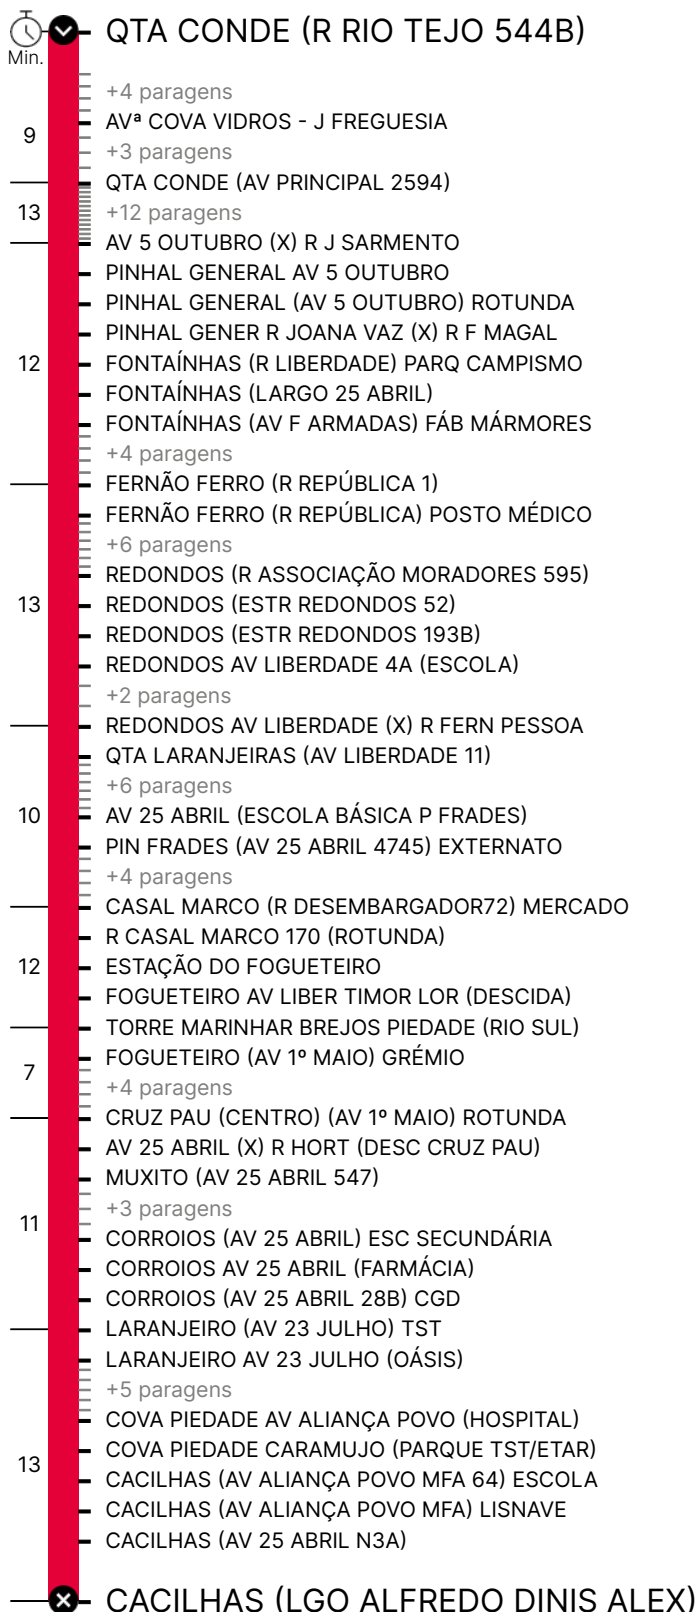 QTA CONDE (R RIO TEJO 544B)
Min.
+4 paragens
AVª COVA VIDROS - J FREGUESIA
9
+3 paragens
QTA CONDE (AV PRINCIPAL 2594)
13
+12 paragens
AV 5 OUTUBRO (X) R J SARMENTO
PINHAL GENERAL AV 5 OUTUBRO
PINHAL GENERAL (AV 5 OUTUBRO) ROTUNDA
PINHAL GENER R JOANA VAZ (X) R F MAGAL
12
FONTAÍNHAS (R LIBERDADE) PARQ CAMPISMO
FONTAÍNHAS (LARGO 25 ABRIL)
FONTAÍNHAS (AV F ARMADAS) FÁB MÁRMORES
+4 paragens
FERNÃO FERRO (R REPÚBLICA 1)
FERNÃO FERRO (R REPÚBLICA) POSTO MÉDICO
+6 paragens
REDONDOS (R ASSOCIAÇÃO MORADORES 595)
13
REDONDOS (ESTR REDONDOS 52)
REDONDOS (ESTR REDONDOS 193B)
REDONDOS AV LIBERDADE 4A (ESCOLA)
+2 paragens
REDONDOS AV LIBERDADE (X) R FERN PESSOA
QTA LARANJEIRAS (AV LIBERDADE 11)
+6 paragens
10
AV 25 ABRIL (ESCOLA BÁSICA P FRADES)
PIN FRADES (AV 25 ABRIL 4745) EXTERNATO
+4 paragens
CASAL MARCO (R DESEMBARGADOR72) MERCADO
R CASAL MARCO 170 (ROTUNDA)
12
ESTAÇÃO DO FOGUETEIRO
FOGUETEIRO AV LIBER TIMOR LOR (DESCIDA)
TORRE MARINHAR BREJOS PIEDADE (RIO SUL)
FOGUETEIRO (AV 1º MAIO) GRÉMIO
7
+4 paragens
CRUZ PAU (CENTRO) (AV 1º MAIO) ROTUNDA
AV 25 ABRIL (X) R HORT (DESC CRUZ PAU)
MUXITO (AV 25 ABRIL 547)
+3 paragens
11
CORROIOS (AV 25 ABRIL) ESC SECUNDÁRIA
CORROIOS AV 25 ABRIL (FARMÁCIA)
CORROIOS (AV 25 ABRIL 28B) CGD
LARANJEIRO (AV 23 JULHO) TST
LARANJEIRO AV 23 JULHO (OÁSIS)
+5 paragens
COVA PIEDADE AV ALIANÇA POVO (HOSPITAL)
COVA PIEDADE CARAMUJO (PARQUE TST/ETAR)
13
CACILHAS (AV ALIANÇA POVO MFA 64) ESCOLA
CACILHAS (AV ALIANÇA POVO MFA) LISNAVE
CACILHAS (AV 25 ABRIL N3A)
CACILHAS (LGO ALFREDO DINIS ALEX)